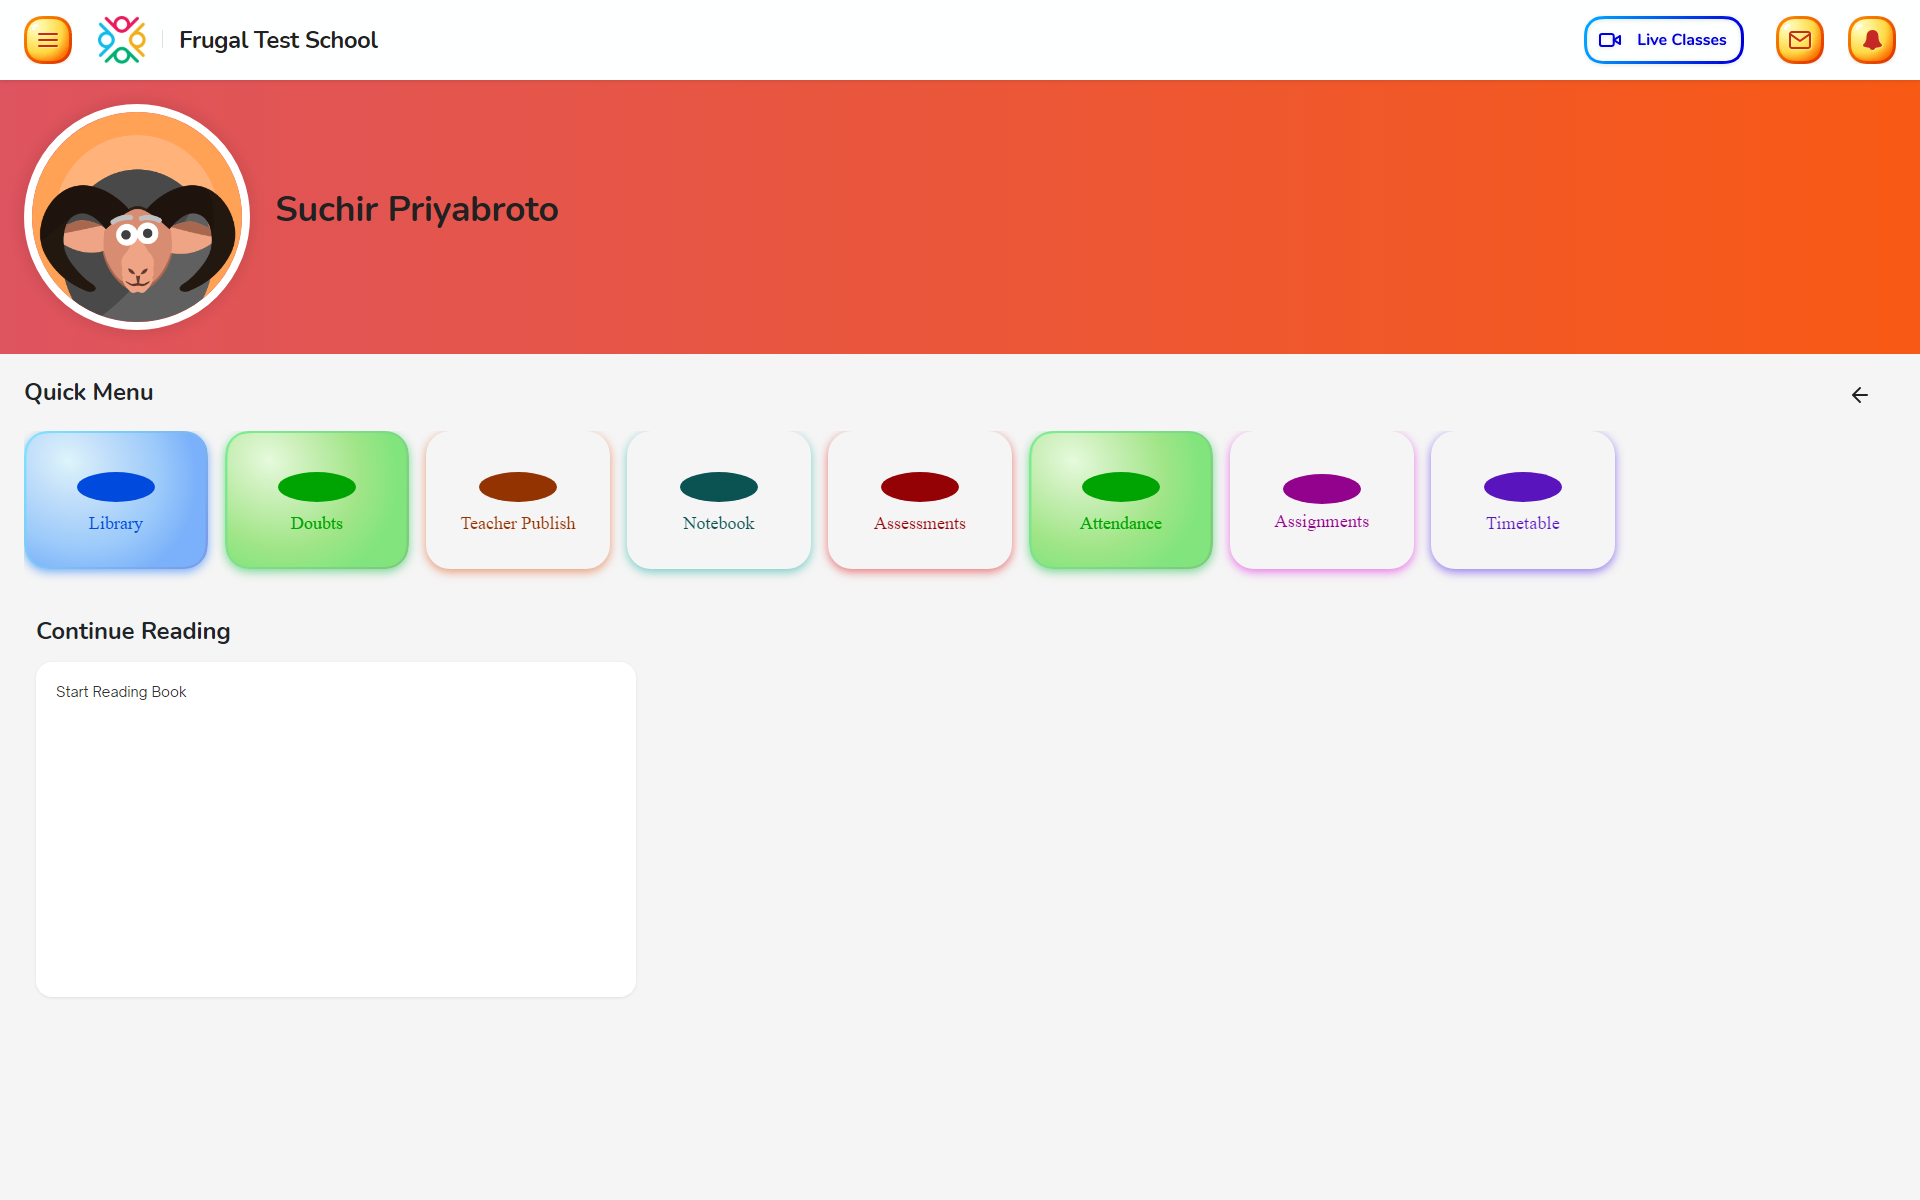 Frugal Test School
Live Classes
Suchir Priyabroto
Quick Menu
Library
Doubts
Teacher Publish
Notebook
Assessments
Attendance
Assignments
Timetable
Continue Reading
Start Reading Book